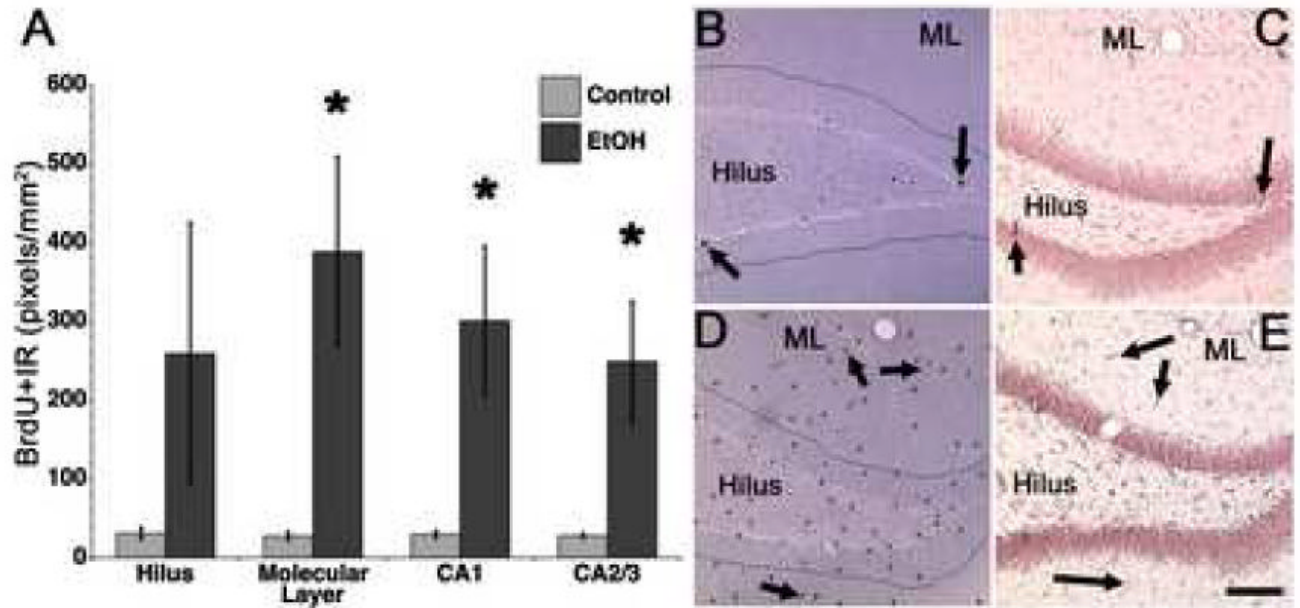 A
BrdU+IR (pixels/mm²)
600
500
400
300
200
100
0
*
*
*
Control
EtOH
Hilus
Molecular
Layer
CA1
CA2/3
B
ML
Hilus
C
ML
Hilus
D
ML
Hilus
E
ML
Hilus